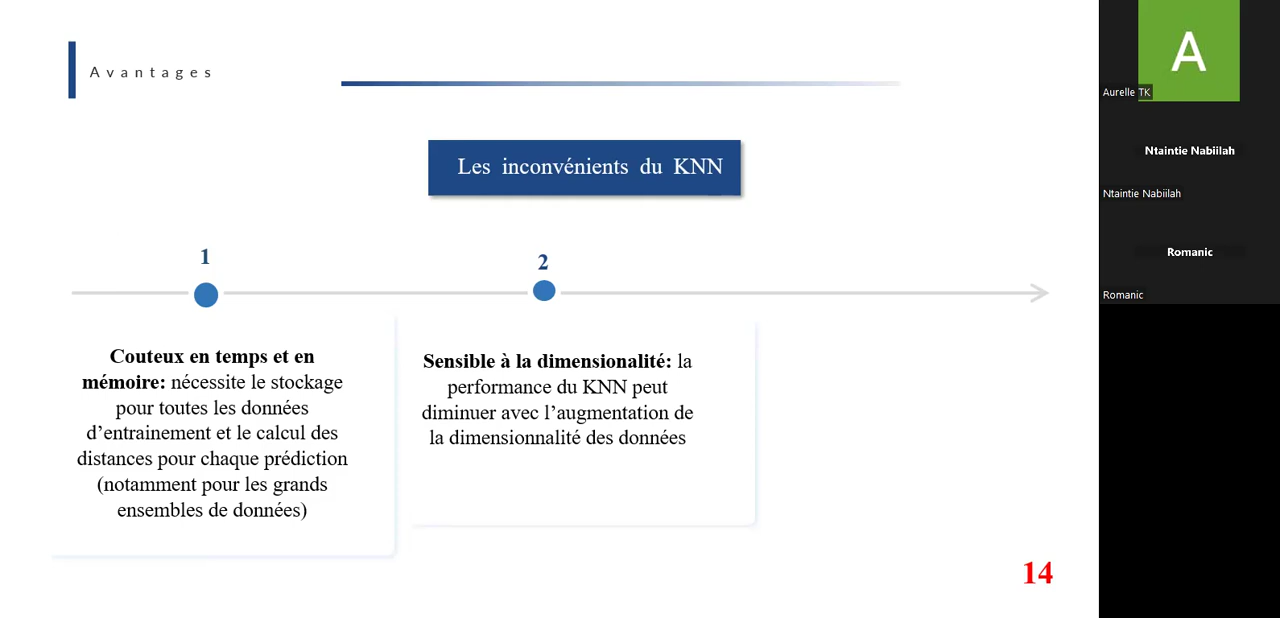 Avantages
Les inconvénients du KNN
1
2
Couteux en temps et en
mémoire: nécessite le stockage
pour toutes les données
d’entrainement et le calcul des
distances pour chaque prédiction
(notamment pour les grands
ensembles de données)
Sensible à la dimensionalité: la
performance du KNN peut
diminuer avec l’augmentation de
la dimensionnalité des données
14
A
Aurelle TK
Ntaintie Nabiilah
Ntaintie Nabiilah
Romanic
Romanic